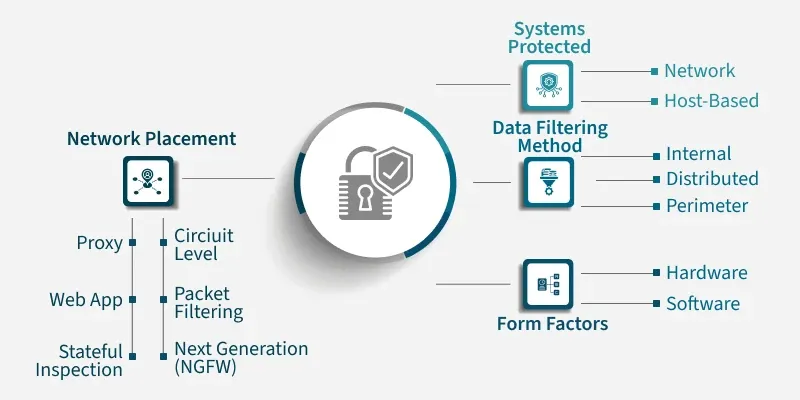 Network Placement
Proxy
Circiuit
Level
Web App
Packet
Filtering
Stateful
Inspection
Next Generation
(NGFW)
Systems
Protected
Network
Host-Based
Data Filtering
Method
Internal
Distributed
Perimeter
Form Factors
Hardware
Software